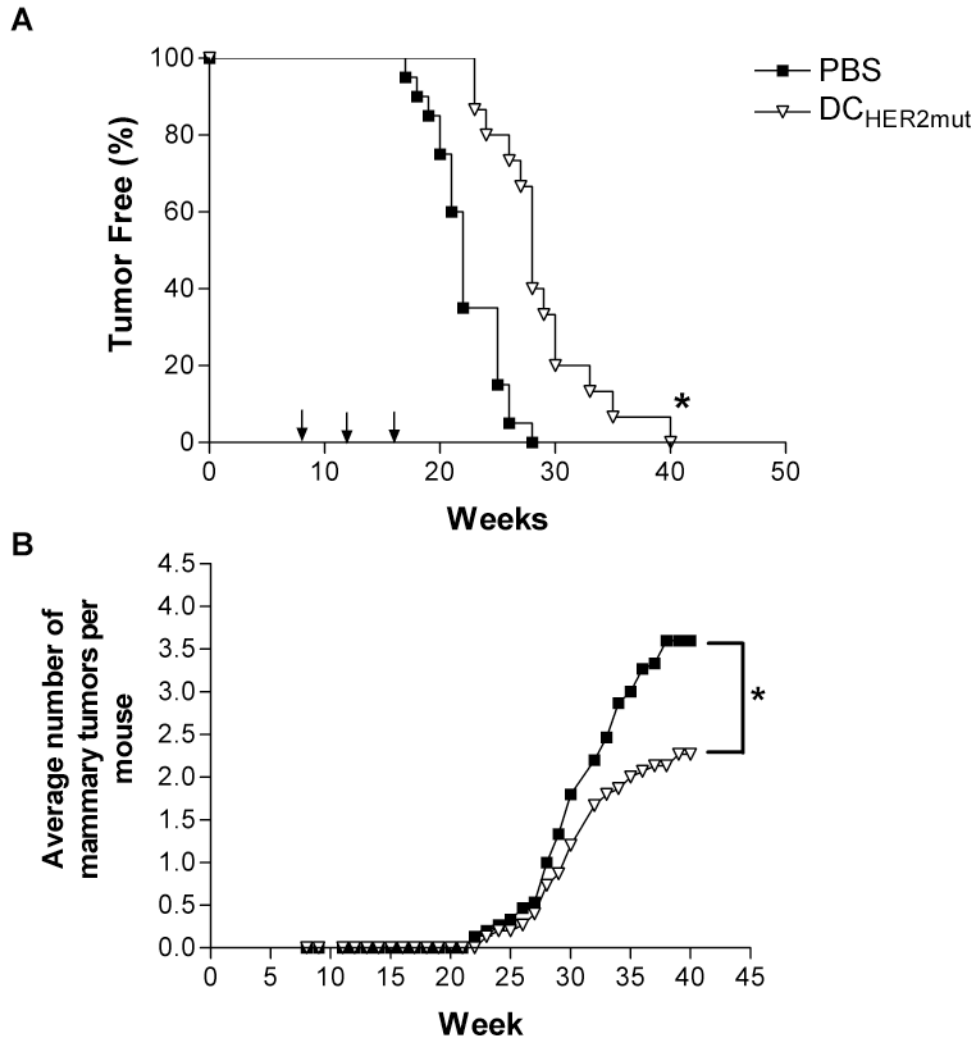 A
100
80
60
40
20
0
Tumor Free (%)
0 10 20 30 40 50
Weeks
*
PBS
DCHER2mut
B
4.5
4.0
3.5
3.0
2.5
2.0
1.5
1.0
0.5
0.0
Average number of
mammary tumors per
mouse
0 5 10 15 20 25 30 35 40 45
Week
*